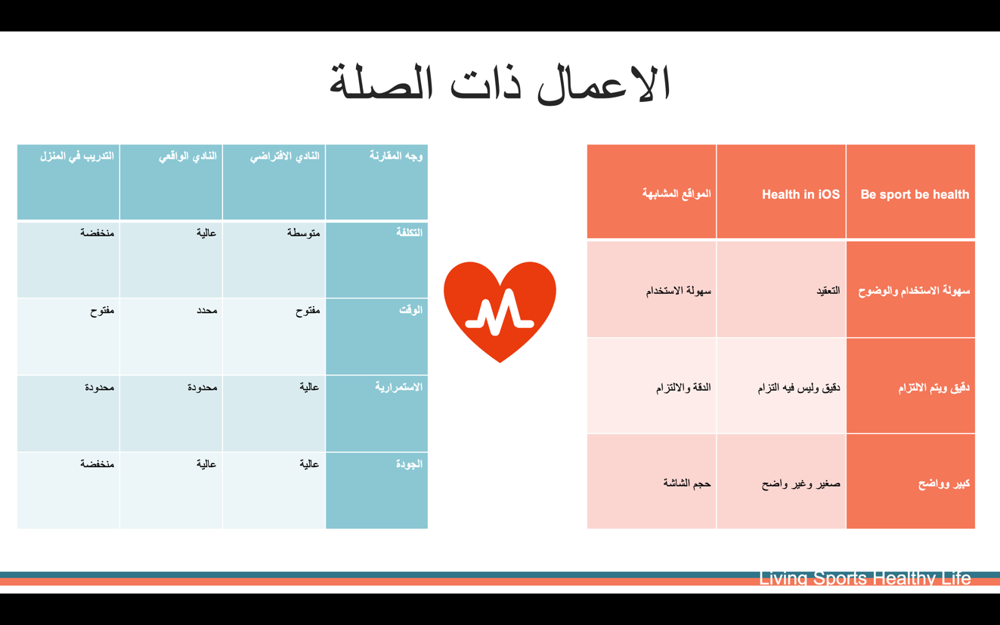 الاعمال ذات الصلة
Be sport be health
Health in iOS
المواقع المشابهة
سهولة الاستخدام والوضوح
التعقيد
سهولة الاستخدام
دقيق ويتم الالتزام
دقيق وليس فيه التزام
الدقة والالتزام
كبير وواضح
صغير وغير واضح
حجم الشاشة
وجه المقارنة
النادي الافتراضي
النادي الواقعي
التدريب في المنزل
التكلفة
متوسطة
عالية
منخفضة
الوقت
مفتوح
محدد
مفتوح
الاستمرارية
عالية
محدودة
محدودة
الجودة
عالية
عالية
منخفضة
Living Sports Healthy Life